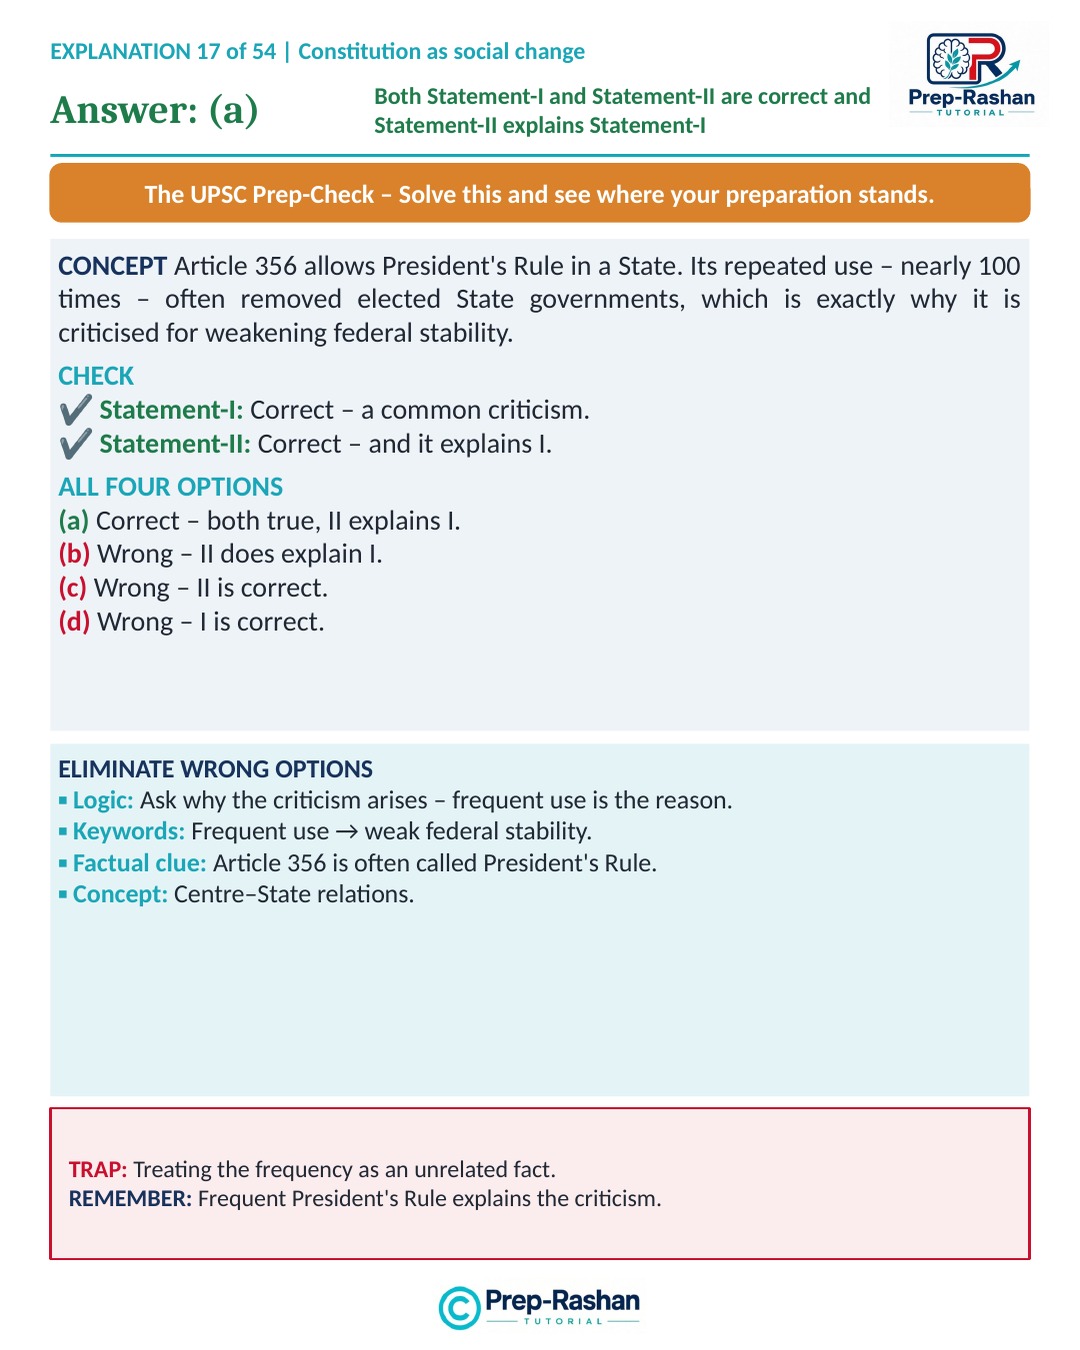 EXPLANATION 17 of 54 | Constitution as social change
Answer: (a)
Both Statement-I and Statement-II are correct and
Statement-II explains Statement-I
Prep-Rashan
TUTORIAL
The UPSC Prep-Check – Solve this and see where your preparation stands.
CONCEPT Article 356 allows President's Rule in a State. Its repeated use – nearly 100
times – often removed elected State governments, which is exactly why it is
criticised for weakening federal stability.
CHECK
✔ Statement-I: Correct – a common criticism.
✔ Statement-II: Correct – and it explains I.
ALL FOUR OPTIONS
(a) Correct – both true, II explains I.
(b) Wrong – II does explain I.
(c) Wrong – II is correct.
(d) Wrong – I is correct.
ELIMINATE WRONG OPTIONS
▪ Logic: Ask why the criticism arises – frequent use is the reason.
▪ Keywords: Frequent use → weak federal stability.
▪ Factual clue: Article 356 is often called President's Rule.
▪ Concept: Centre–State relations.
TRAP: Treating the frequency as an unrelated fact.
REMEMBER: Frequent President's Rule explains the criticism.
© Prep-Rashan
TUTORIAL